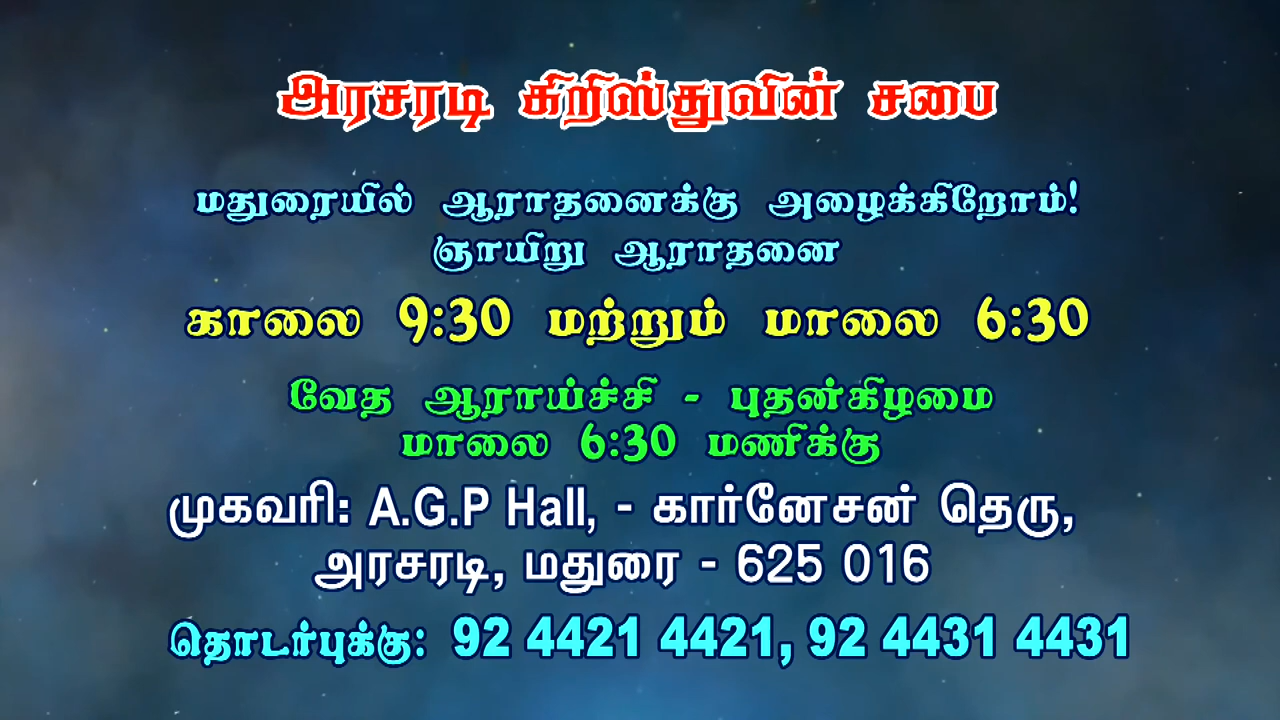 அரசரடி கிறிஸ்துவின் சபை
மதுரையில் ஆராதனைக்கு அழைக்கிறோம்!
ஞாயிறு ஆராதனை
காலை 9:30 மற்றும் மாலை 6:30
வேத ஆராய்ச்சி - புதன்கிழமை
மாலை 6:30 மணிக்கு
முகவரி: A.G.P Hall, - கார்னேசன் தெரு,
அரசரடி, மதுரை - 625 016
தொடர்புக்கு: 92 4421 4421, 92 4431 4431